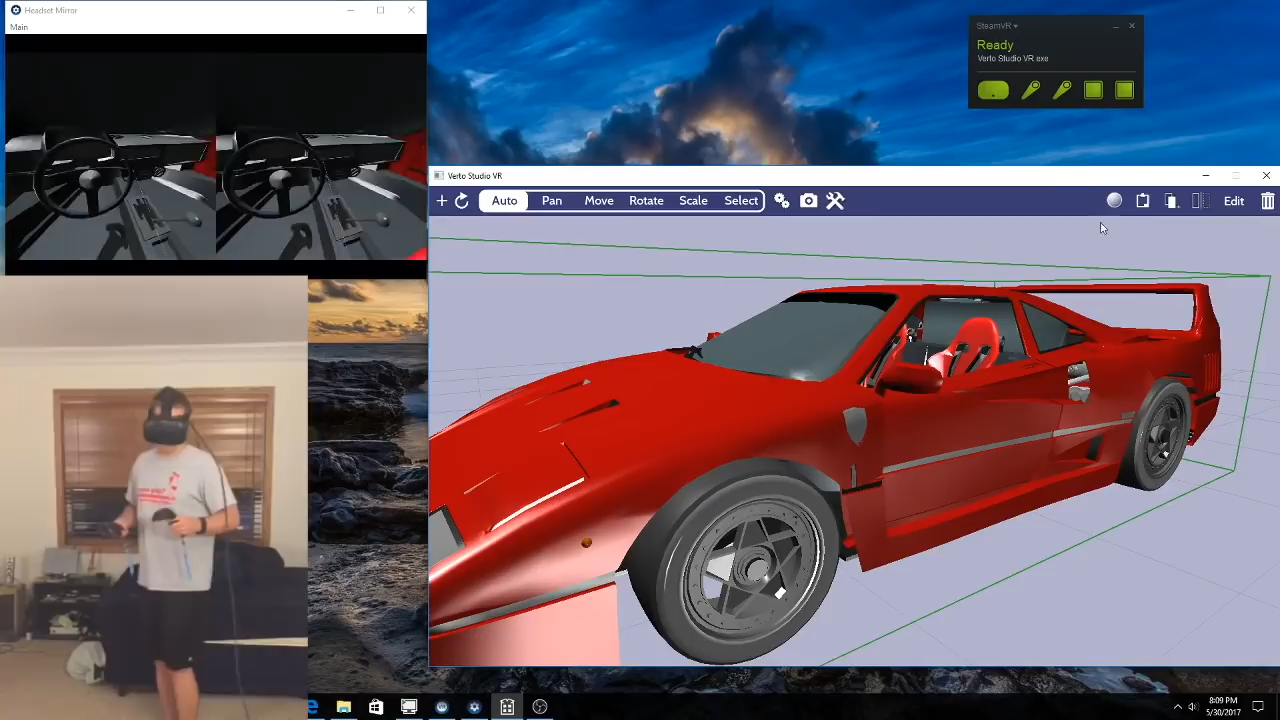 Headset Mirror
Main
SteamVR
Ready
Verto Studio VR.exe
Verto Studio VR
Auto Pan Move Rotate Scale Select Edit
8:09 PM
5/30/2017